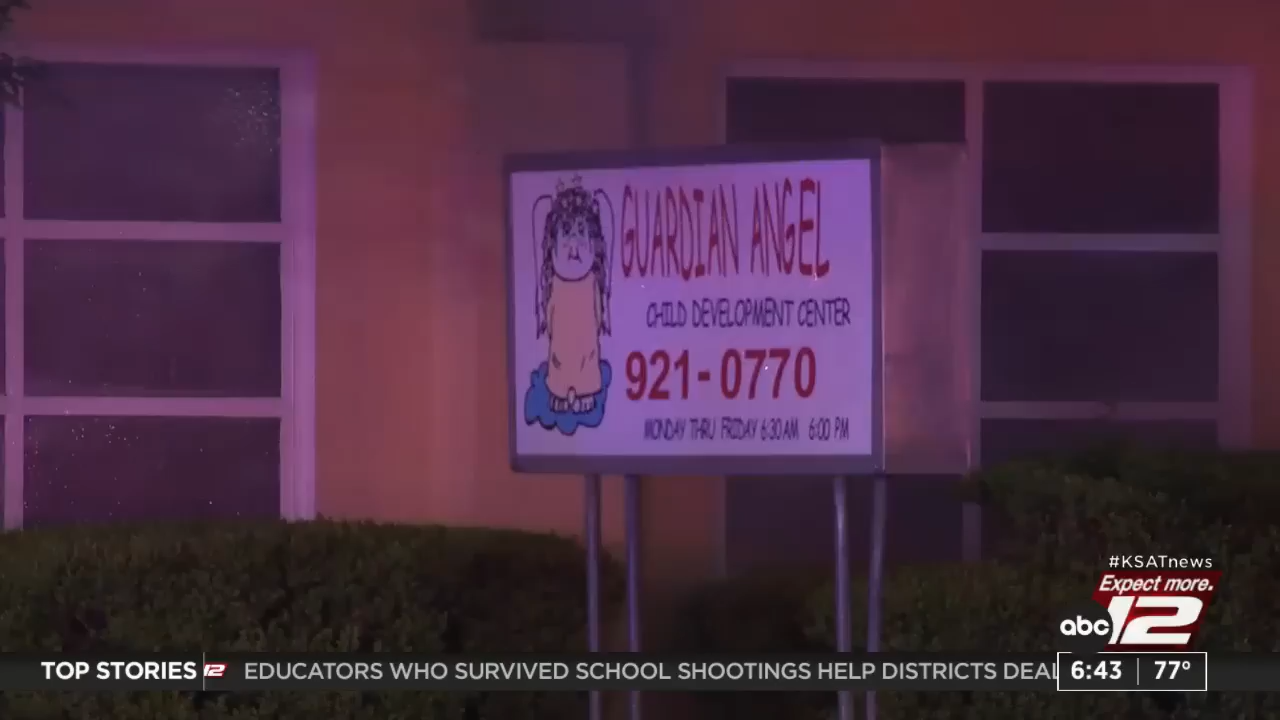 GUARDIAN ANGEL
CHILD DEVELOPMENT CENTER
921-0770
MONDAY THRU FRIDAY 6:30 AM 6:00 PM
#KSATnews
Expect more.
abc 12
TOP STORIES 12 EDUCATORS WHO SURVIVED SCHOOL SHOOTINGS HELP DISTRICTS DEAL 6:43 77°